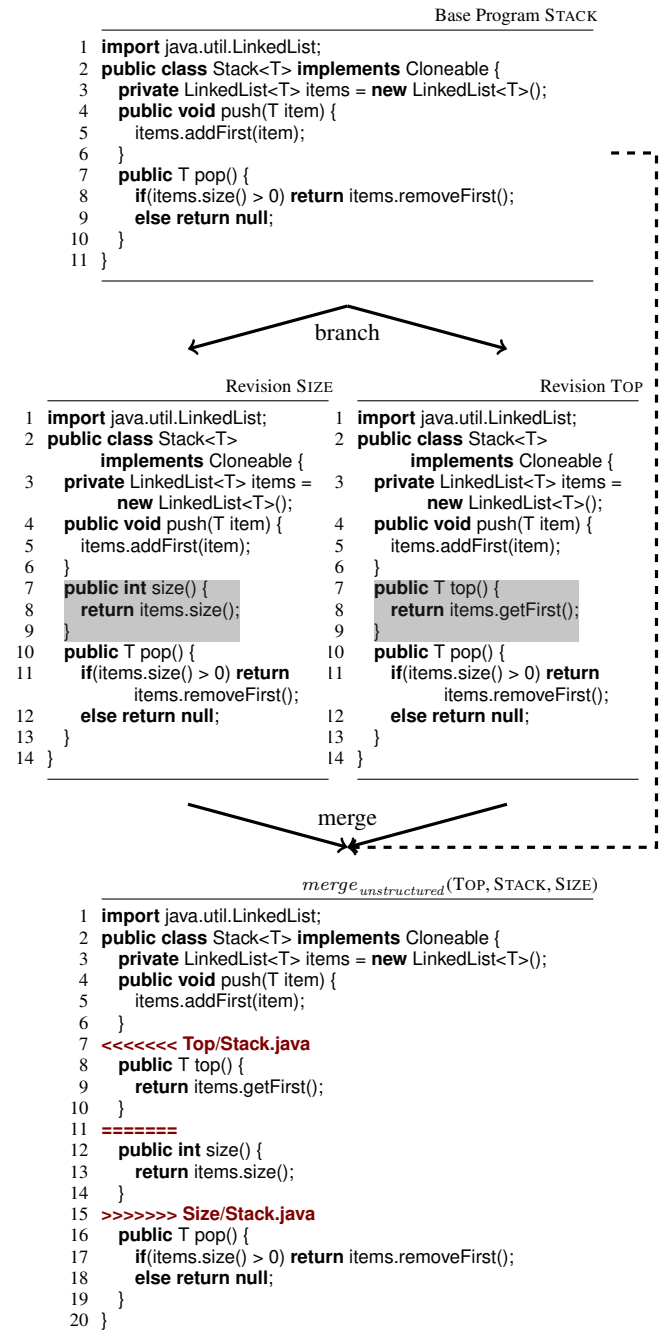 Base Program STACK
1 import java.util.LinkedList;
2 public class Stack<T> implements Cloneable {
3 private LinkedList<T> items = new LinkedList<T>();
4 public void push(T item) {
5 items.addFirst(item);
6 }
7 public T pop() {
8 if(items.size() > 0) return items.removeFirst();
9 else return null;
10 }
11 }
branch
Revision SIZE
1 import java.util.LinkedList;
2 public class Stack<T>
implements Cloneable {
3 private LinkedList<T> items =
new LinkedList<T>();
4 public void push(T item) {
5 items.addFirst(item);
6 }
7 public int size() {
8 return items.size();
9 }
10 public T pop() {
11 if(items.size() > 0) return
items.removeFirst();
12 else return null;
13 }
14 }
Revision TOP
1 import java.util.LinkedList;
2 public class Stack<T>
implements Cloneable {
3 private LinkedList<T> items =
new LinkedList<T>();
4 public void push(T item) {
5 items.addFirst(item);
6 }
7 public T top() {
8 return items.getFirst();
9 }
10 public T pop() {
11 if(items.size() > 0) return
items.removeFirst();
12 else return null;
13 }
14 }
merge
merge_unstructured(TOP, STACK, SIZE)
1 import java.util.LinkedList;
2 public class Stack<T> implements Cloneable {
3 private LinkedList<T> items = new LinkedList<T>();
4 public void push(T item) {
5 items.addFirst(item);
6 }
7 <<<<<<< Top/Stack.java
8 public T top() {
9 return items.getFirst();
10 }
11 =======
12 public int size() {
13 return items.size();
14 }
15 >>>>>>> Size/Stack.java
16 public T pop() {
17 if(items.size() > 0) return items.removeFirst();
18 else return null;
19 }
20 }